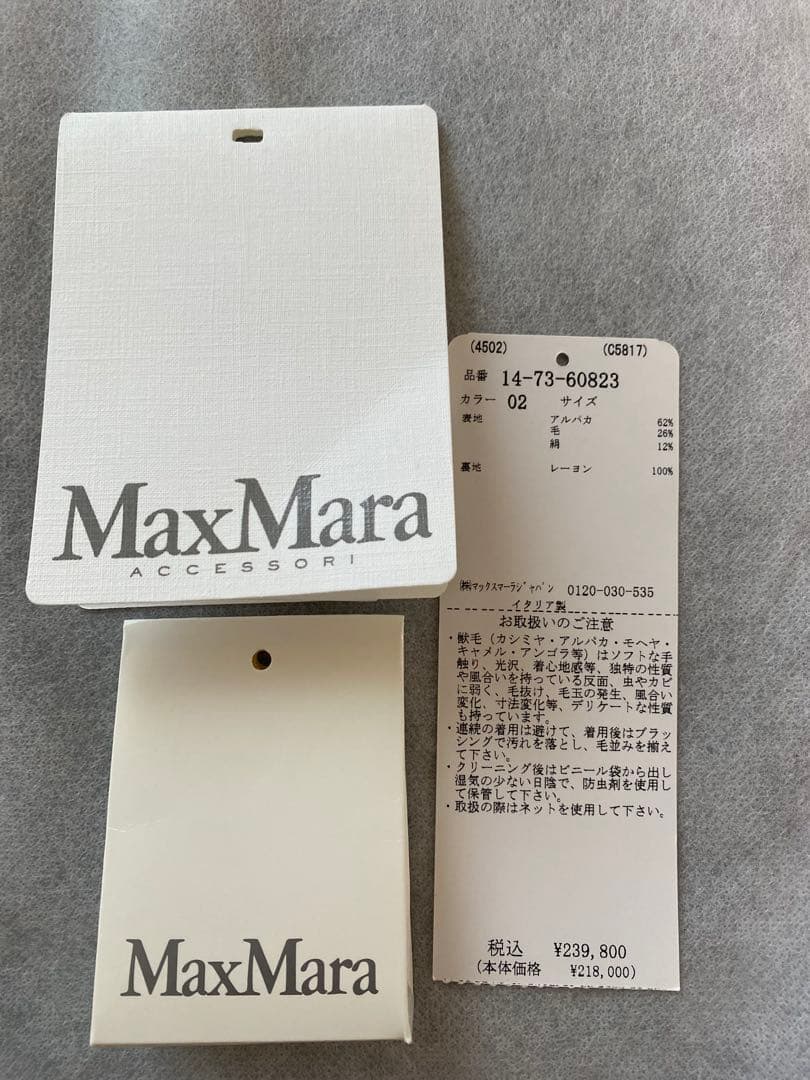 MaxMara
ACCESSORI
MaxMara
(4502) (C5817)
品番 14-73-60823
カラー 02 サイズ
表地 アルパカ 62%
毛 26%
絹 12%
裏地 レーヨン 100%
㈱マックスマーラジャパン 0120-030-535
イタリア製
お取扱いのご注意
・獣毛（カシミヤ・アルパカ・モヘヤ・
キャメル・アンゴラ等）はソフトな手
触り、光沢、着心地感等、独特の性質
や風合いを持っている反面、虫やカビ
に弱く、毛抜け、毛玉の発生、風合い
変化、寸法変化等、デリケートな性質
も持っています。
・連続の着用は避けて、着用後はブラッ
シングで汚れを落とし、毛並みを揃え
て下さい。
・クリーニング後はビニール袋から出し
湿気の少ない日陰で、防虫剤を使用し
て保管して下さい。
・取扱の際はネットを使用して下さい。
税込 ¥239,800
(本体価格 ¥218,000)